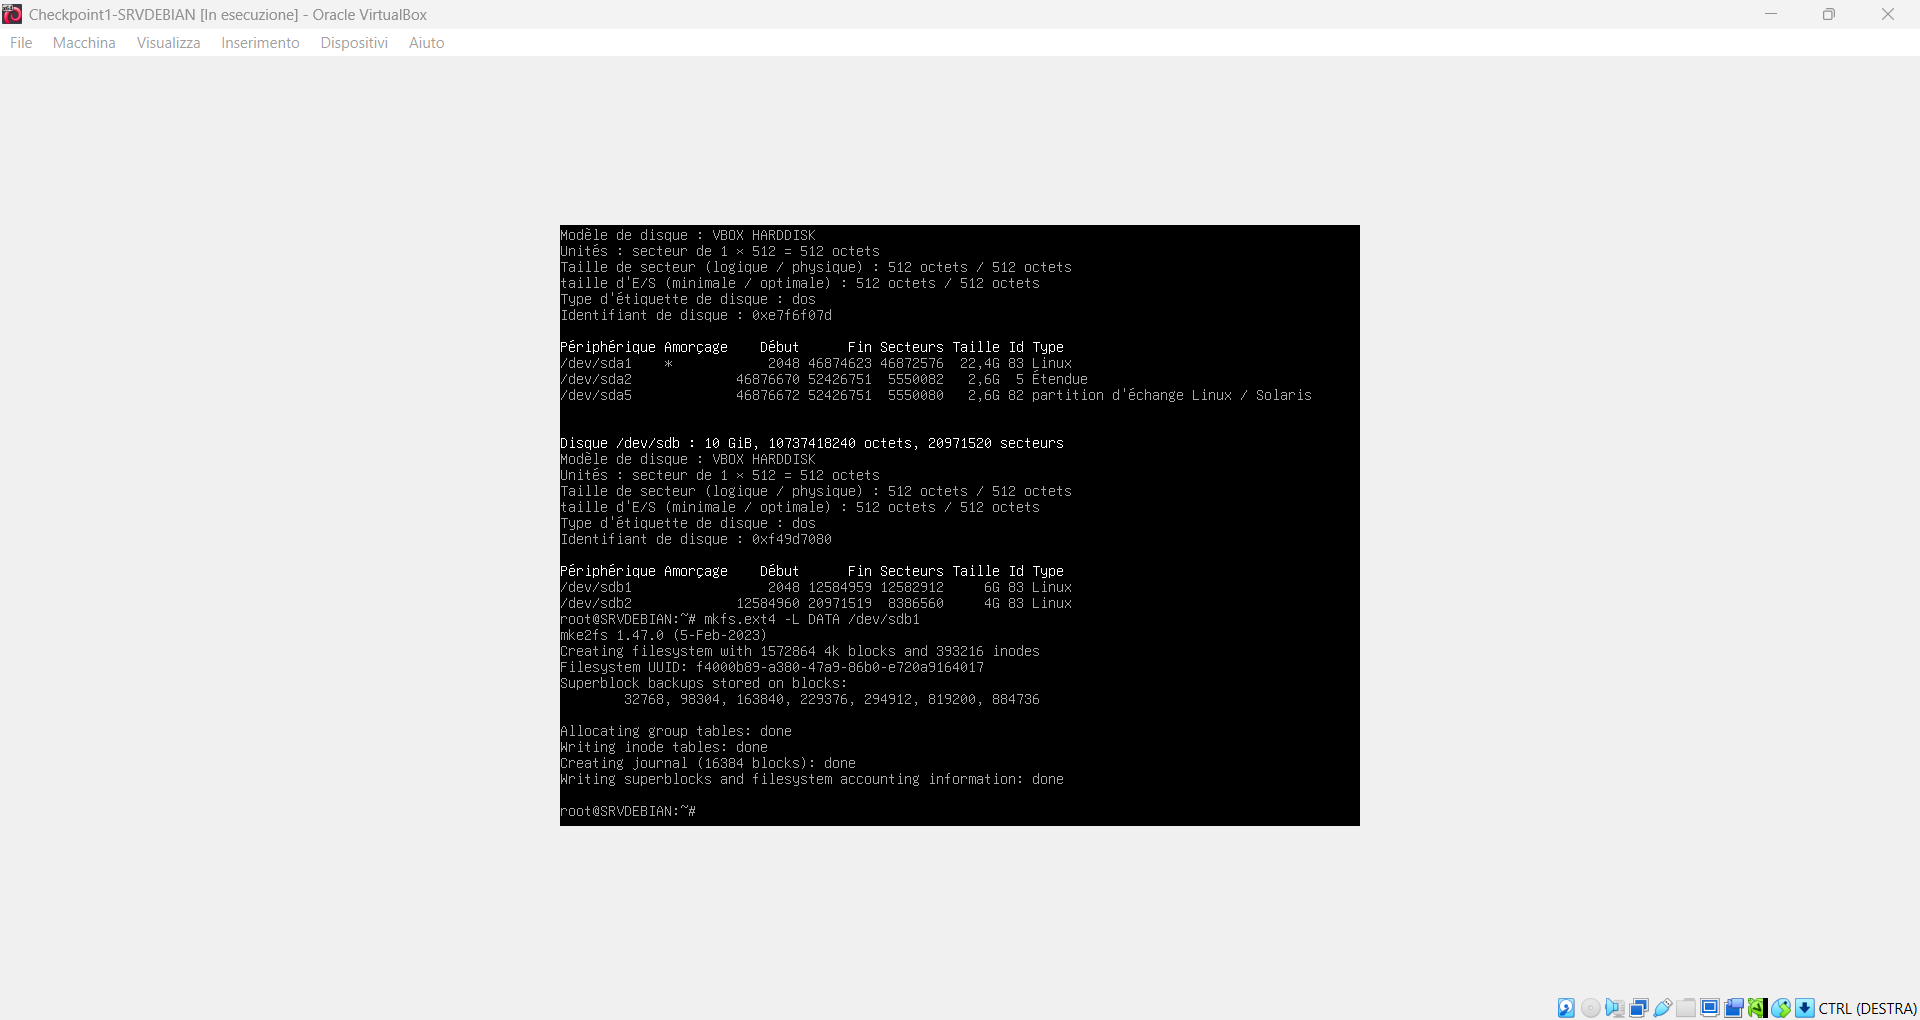 Checkpoint1-SRVDEBIAN [In esecuzione] - Oracle VirtualBox
File Macchina Visualizza Inserimento Dispositivi Aiuto
Modèle de disque : VBOX HARDDISK
Unités : secteur de 1 × 512 = 512 octets
Taille de secteur (logique / physique) : 512 octets / 512 octets
taille d'E/S (minimale / optimale) : 512 octets / 512 octets
Type d'étiquette de disque : dos
Identifiant de disque : 0xe7f6f07d
Périphérique Amorçage Début Fin Secteurs Taille Id Type
/dev/sda1 * 2048 46874623 46872576 22,4G 83 Linux
/dev/sda2 46876670 52426751 5550082 2,6G 5 Étendue
/dev/sda5 46876672 52426751 5550080 2,6G 82 partition d'échange Linux / Solaris
Disque /dev/sdb : 10 GiB, 10737418240 octets, 20971520 secteurs
Modèle de disque : VBOX HARDDISK
Unités : secteur de 1 × 512 = 512 octets
Taille de secteur (logique / physique) : 512 octets / 512 octets
taille d'E/S (minimale / optimale) : 512 octets / 512 octets
Type d'étiquette de disque : dos
Identifiant de disque : 0xf49d7080
Périphérique Amorçage Début Fin Secteurs Taille Id Type
/dev/sdb1 2048 12584959 12582912 6G 83 Linux
/dev/sdb2 12584960 20971519 8386560 4G 83 Linux
root@SRVDEBIAN:~# mkfs.ext4 -L DATA /dev/sdb1
mke2fs 1.47.0 (5-Feb-2023)
Creating filesystem with 1572864 4k blocks and 393216 inodes
Filesystem UUID: f4000b89-a380-47a9-86b0-e720a9164017
Superblock backups stored on blocks:
32768, 98304, 163840, 229376, 294912, 819200, 884736
Allocating group tables: done
Writing inode tables: done
Creating journal (16384 blocks): done
Writing superblocks and filesystem accounting information: done
root@SRVDEBIAN:~#
CTRL (DESTRA)